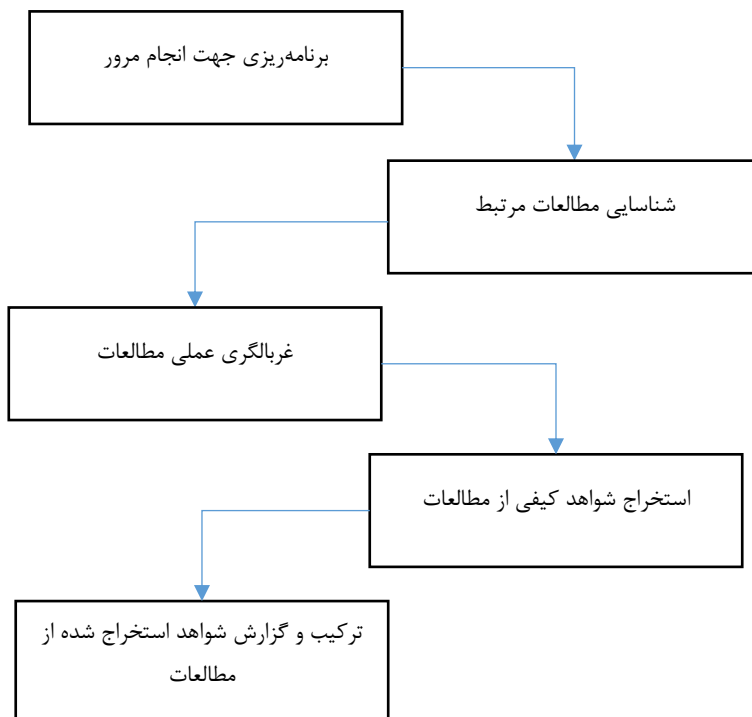 برنامه‌ریزی جهت انجام مرور
شناسایی مطالعات مرتبط
غربالگری عملی مطالعات
استخراج شواهد کیفی از مطالعات
ترکیب و گزارش شواهد استخراج شده از
مطالعات